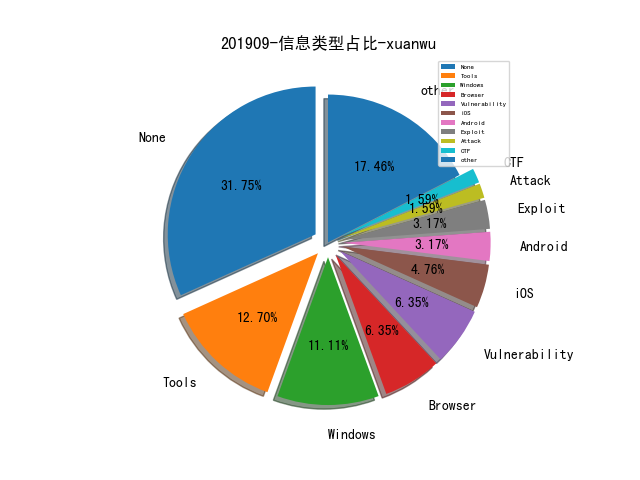 201909-信息类型占比-xuanwu
None
Tools
Windows
Browser
Vulnerability
iOS
Android
Exploit
Attack
CTF
other
None
31.75%
Tools
12.70%
Windows
11.11%
Browser
6.35%
Vulnerability
6.35%
iOS
4.76%
Android
3.17%
Exploit
3.17%
Attack
1.59%
CTF
1.59%
other
17.46%